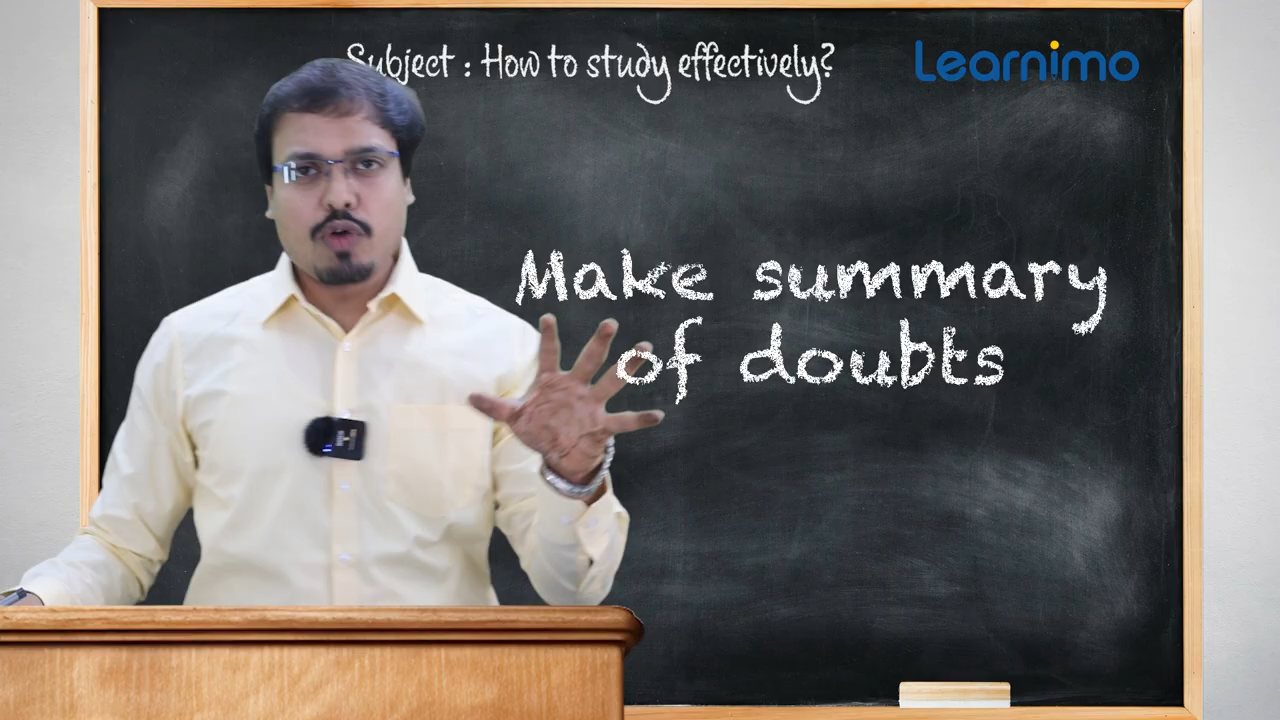 Subject : How to study effectively?
Learnimo
Make summary
of doubts